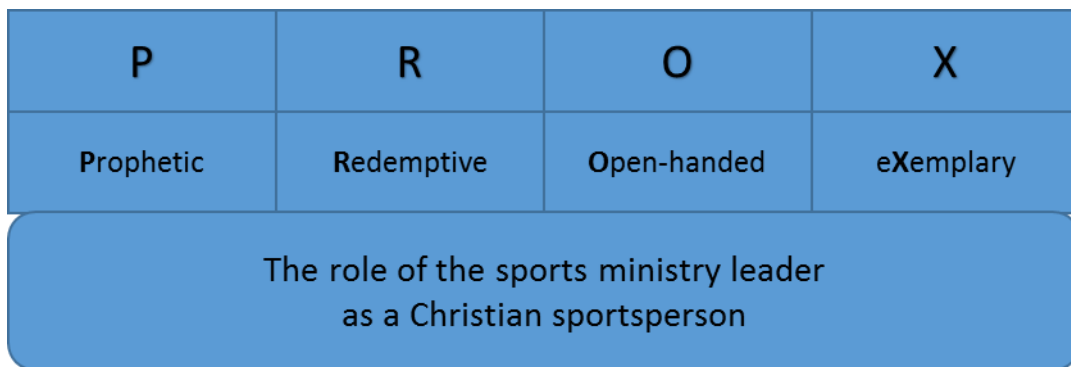 P R O X
Prophetic Redemptive Open-handed eXemplary
The role of the sports ministry leader
as a Christian sportsperson